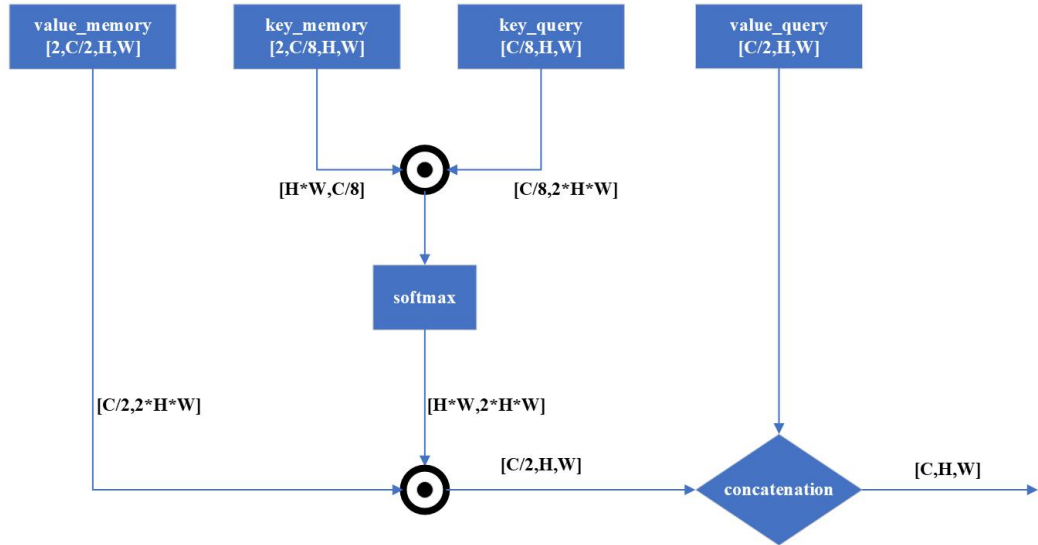 value_memory
[2,C/2,H,W]
key_memory
[2,C/8,H,W]
key_query
[C/8,H,W]
value_query
[C/2,H,W]
[H*W,C/8]
[C/8,2*H*W]
softmax
[C/2,2*H*W]
[H*W,2*H*W]
[C/2,H,W]
concatenation
[C,H,W]